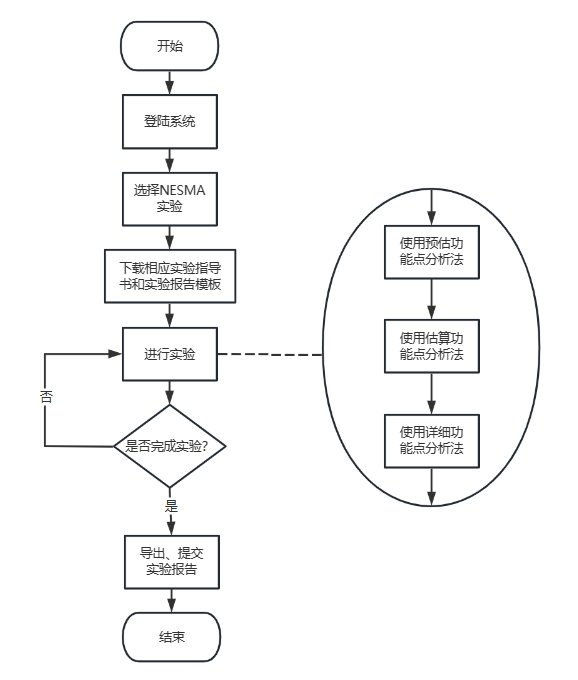 开始
登陆系统
选择NESMA
实验
下载相应实验指导
书和实验报告模板
进行实验
否
是否完成实验?
是
导出、提交
实验报告
结束
使用预估功
能点分析法
使用估算功
能点分析法
使用详细功
能点分析法